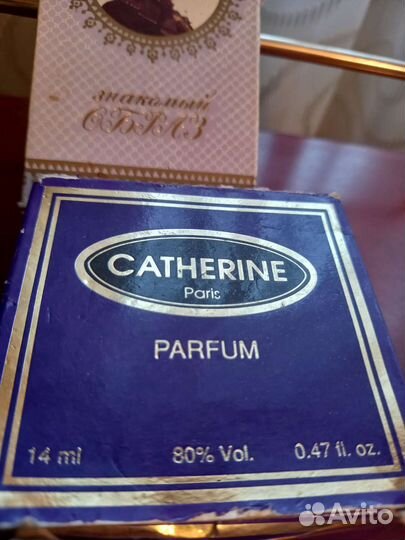 знакомый
ОБРАЗ
CATHERINE
Paris
PARFUM
14 ml 80% Vol. 0.47 fl. oz.
Avito